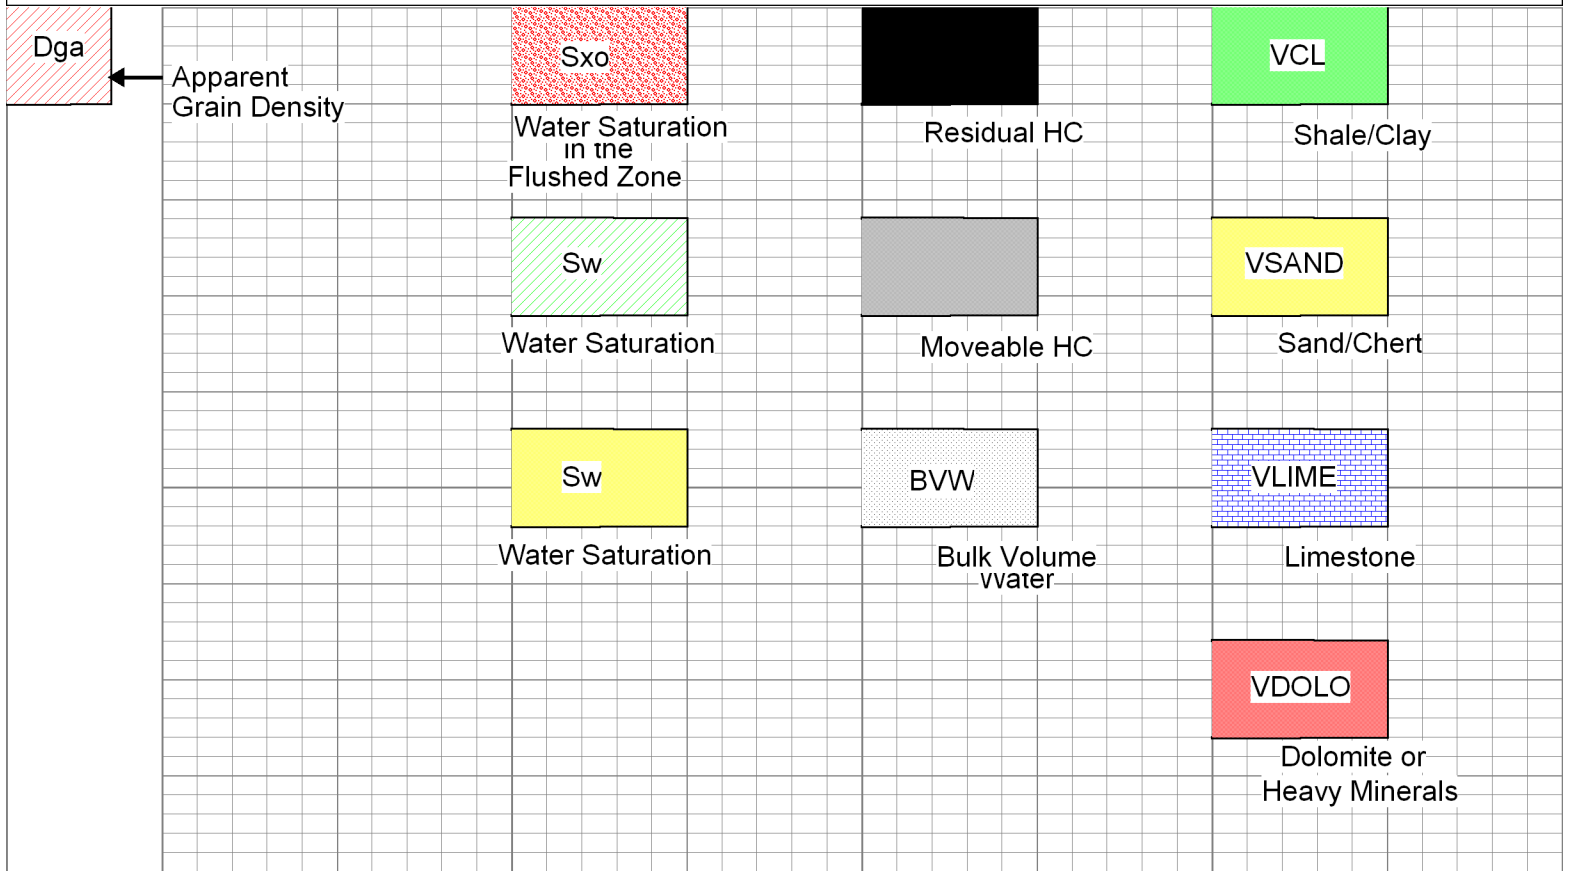 Dga
Apparent
Grain Density
Sxo
Water Saturation
in the
Flushed Zone
Residual HC
VCL
Shale/Clay
Sw
Water Saturation
Moveable HC
VSAND
Sand/Chert
Sw
Water Saturation
BVW
Bulk Volume
Water
VLIME
Limestone
VDOLO
Dolomite or
Heavy Minerals